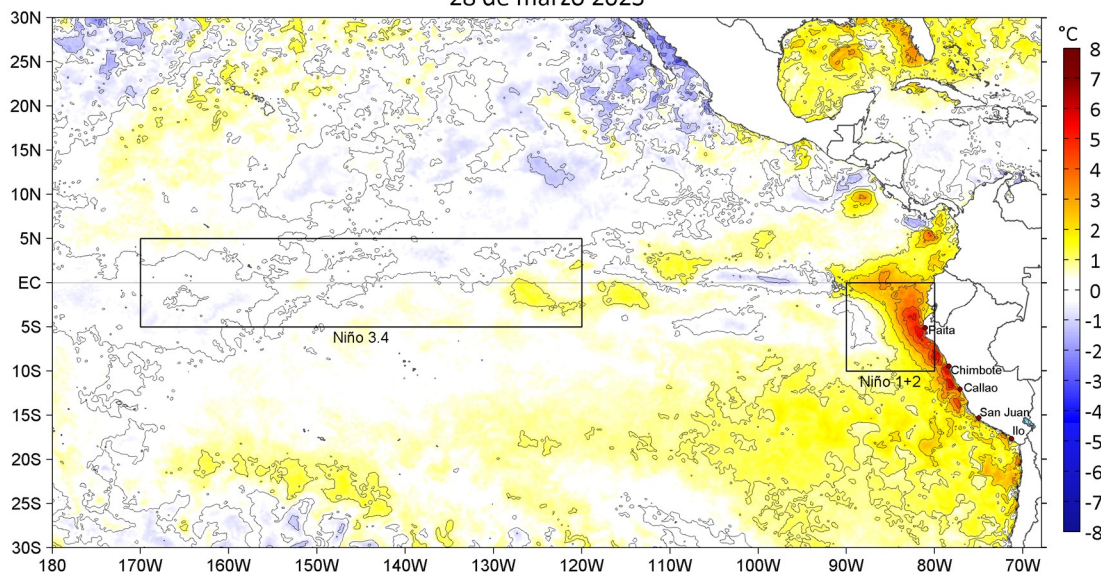 28 de marzo 2023
30N
25N
20N
15N
10N
5N
EC
5S
10S
15S
20S
25S
30S
180
170W
160W
150W
140W
130W
120W
110W
100W
90W
80W
70W
Niño 3.4
Niño 1+2
Paita
Chimbote
Callao
San Juan
Ilo
°C
8
7
6
5
4
3
2
1
0
-1
-2
-3
-4
-5
-6
-7
-8